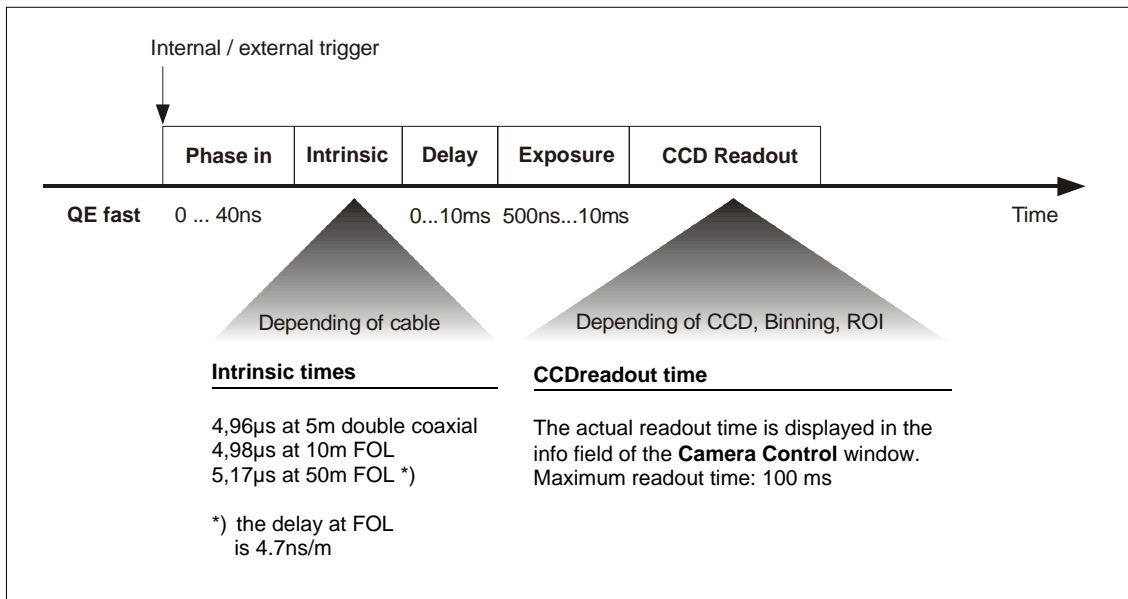 Internal / external trigger
Phase in Intrinsic Delay Exposure CCD Readout
QE fast 0 ... 40ns 0...10ms 500ns...10ms Time
Depending of cable
Depending of CCD, Binning, ROI
Intrinsic times
4,96µs at 5m double coaxial
4,98µs at 10m FOL
5,17µs at 50m FOL *)
*) the delay at FOL
is 4.7ns/m
CCDreadout time
The actual readout time is displayed in the
info field of the Camera Control window.
Maximum readout time: 100 ms